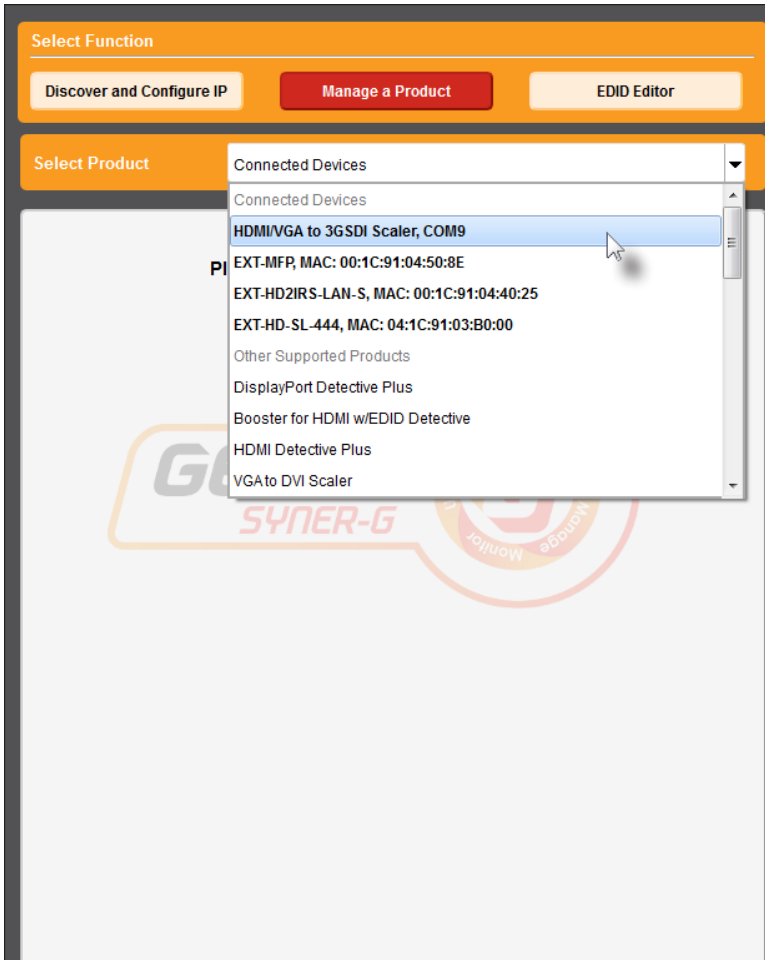 Select Function
Discover and Configure IP
Manage a Product
EDID Editor
Select Product
Connected Devices
Connected Devices
HDMI/VGA to 3GSDI Scaler, COM9
EXT-MFP, MAC: 00:1C:91:04:50:8E
EXT-HD2IRS-LAN-S, MAC: 00:1C:91:04:40:25
EXT-HD-SL-444, MAC: 04:1C:91:03:B0:00
Other Supported Products
DisplayPort Detective Plus
Booster for HDMI w/EDID Detective
HDMI Detective Plus
VGA to DVI Scaler
SYNER-G
Monitor
Manage